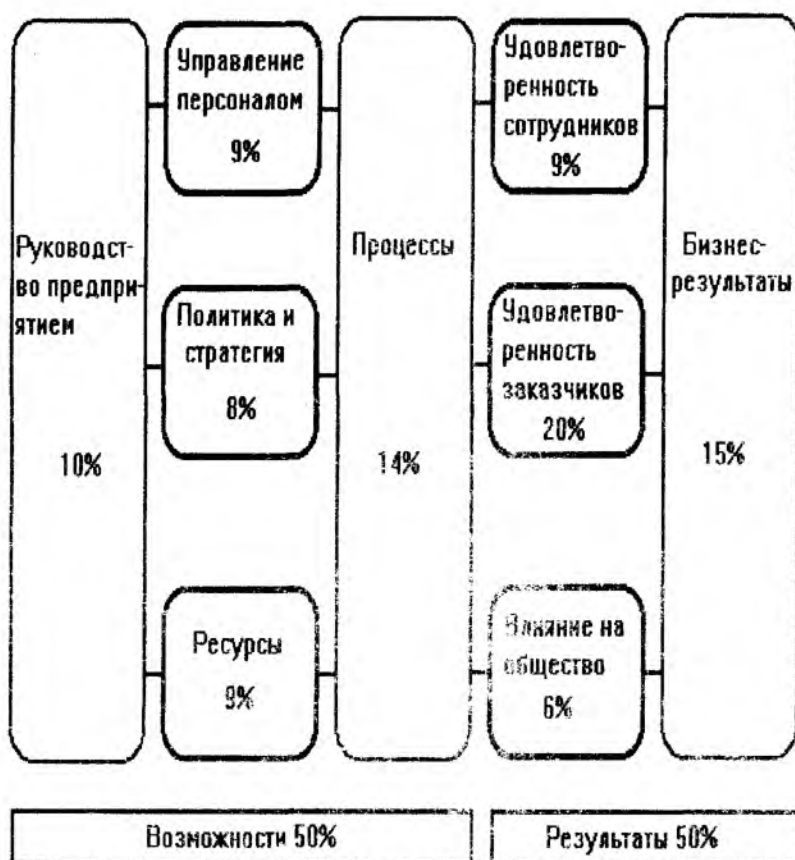 Руководст-
во предпри-
ятием
10%
Управление
персоналом
9%
Политика и
стратегия
8%
Ресурсы
9%
Процессы
14%
Удовлетво-
ренность
сотрудников
9%
Удовлетво-
ренность
заказчиков
20%
Влияние на
общество
6%
Бизнес-
результаты
15%
Возможности 50%
Результаты 50%